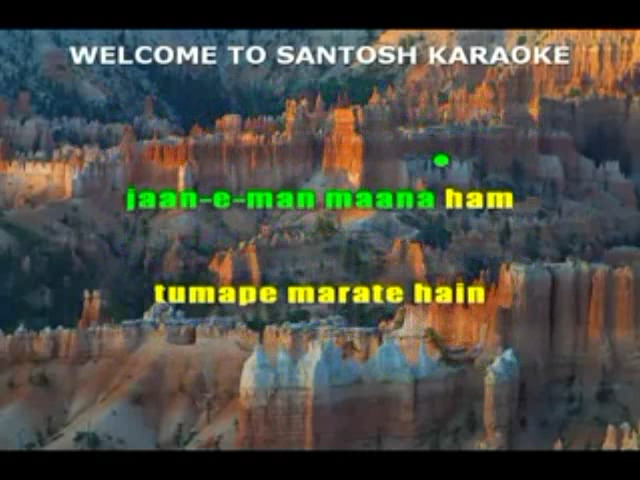 WELCOME TO SANTOSH KARAOKE
jaan-e-man maana ham
tumape marate hain